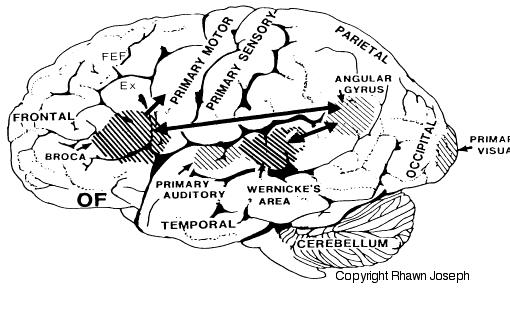 PRIMARY MOTOR
PRIMARY SENSORY
PARIETAL
FEF
Ex
ANGULAR
GYRUS
FRONTAL
OCCIPITAL
PRIMA
VISUA
BROCA
PRIMARY
AUDITORY
WERNICKE'S
AREA
OF
TEMPORAL
CEREBELLUM
Copyright Rhawn Joseph